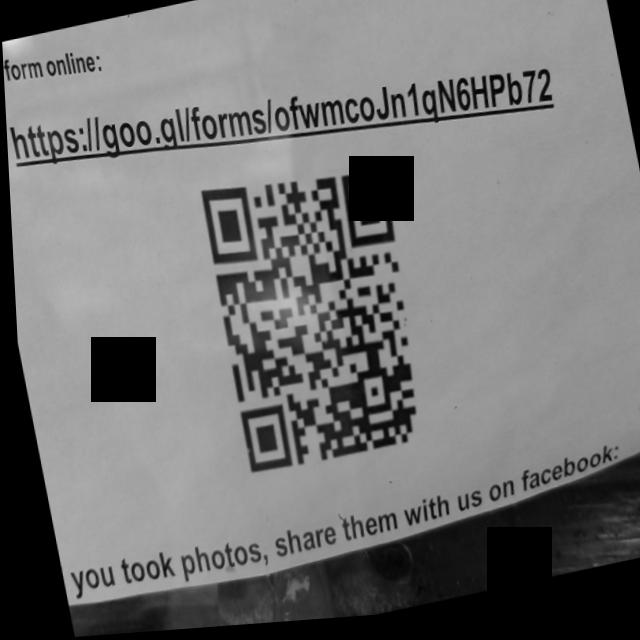 form online:
https://goo.gl/forms/ofwmcoJn1qN6HPb72
you took photos, share them with us on facebook: